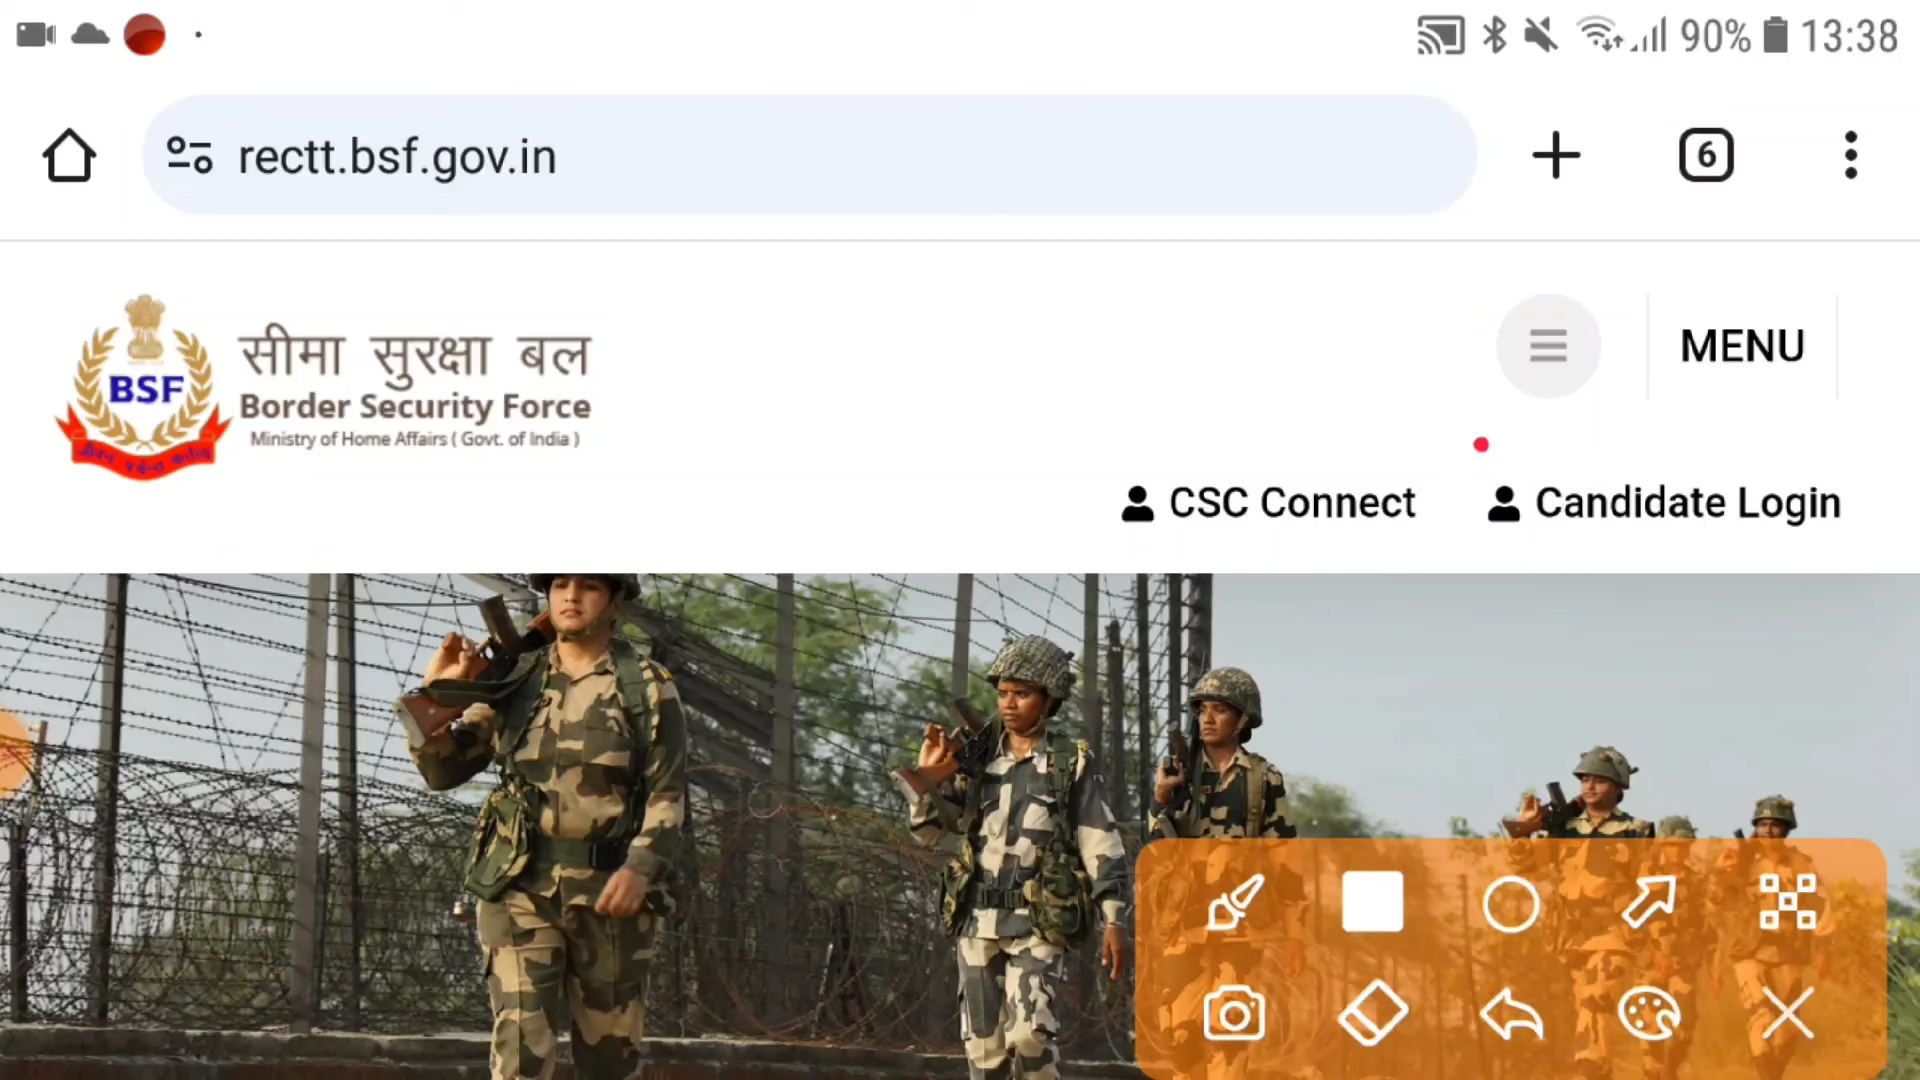 90% 13:38
rectt.bsf.gov.in
6
BSF
सीमा सुरक्षा बल
Border Security Force
Ministry of Home Affairs ( Govt. of India )
MENU
CSC Connect
Candidate Login